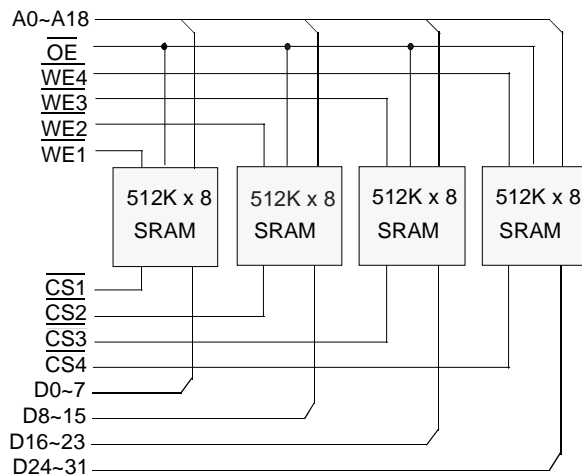 A0~A18
OE
WE4
WE3
WE2
WE1
512K x 8
SRAM
512K x 8
SRAM
512K x 8
SRAM
512K x 8
SRAM
CS1
CS2
CS3
CS4
D0~7
D8~15
D16~23
D24~31